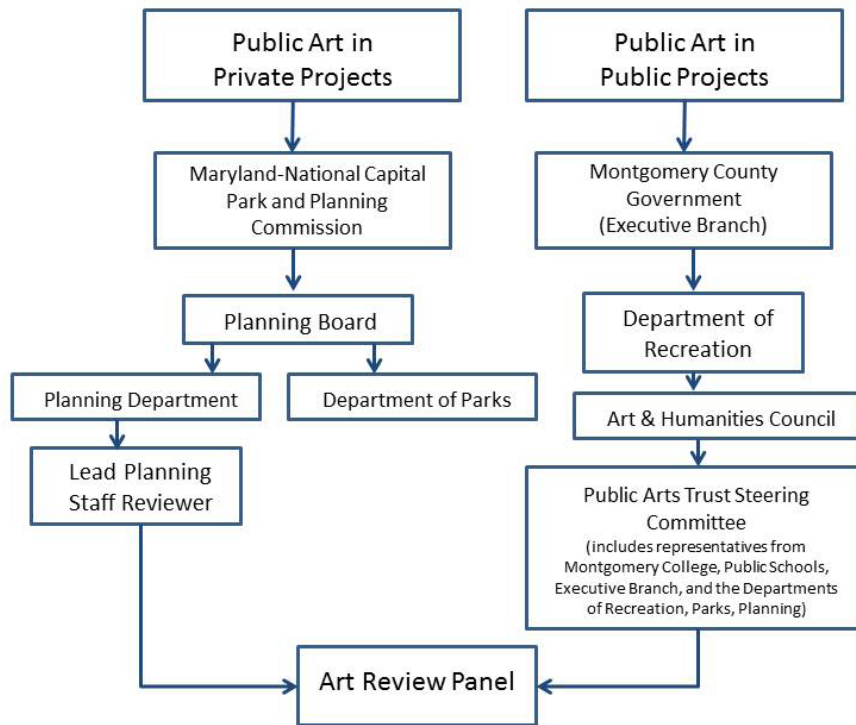 Public Art in
Private Projects
Public Art in
Public Projects
Maryland-National Capital
Park and Planning
Commission
Montgomery County
Government
(Executive Branch)
Planning Board
Department of
Recreation
Planning Department
Department of Parks
Art & Humanities Council
Lead Planning
Staff Reviewer
Public Arts Trust Steering
Committee
(includes representatives from
Montgomery College, Public Schools,
Executive Branch, and the Departments
of Recreation, Parks, Planning)
Art Review Panel